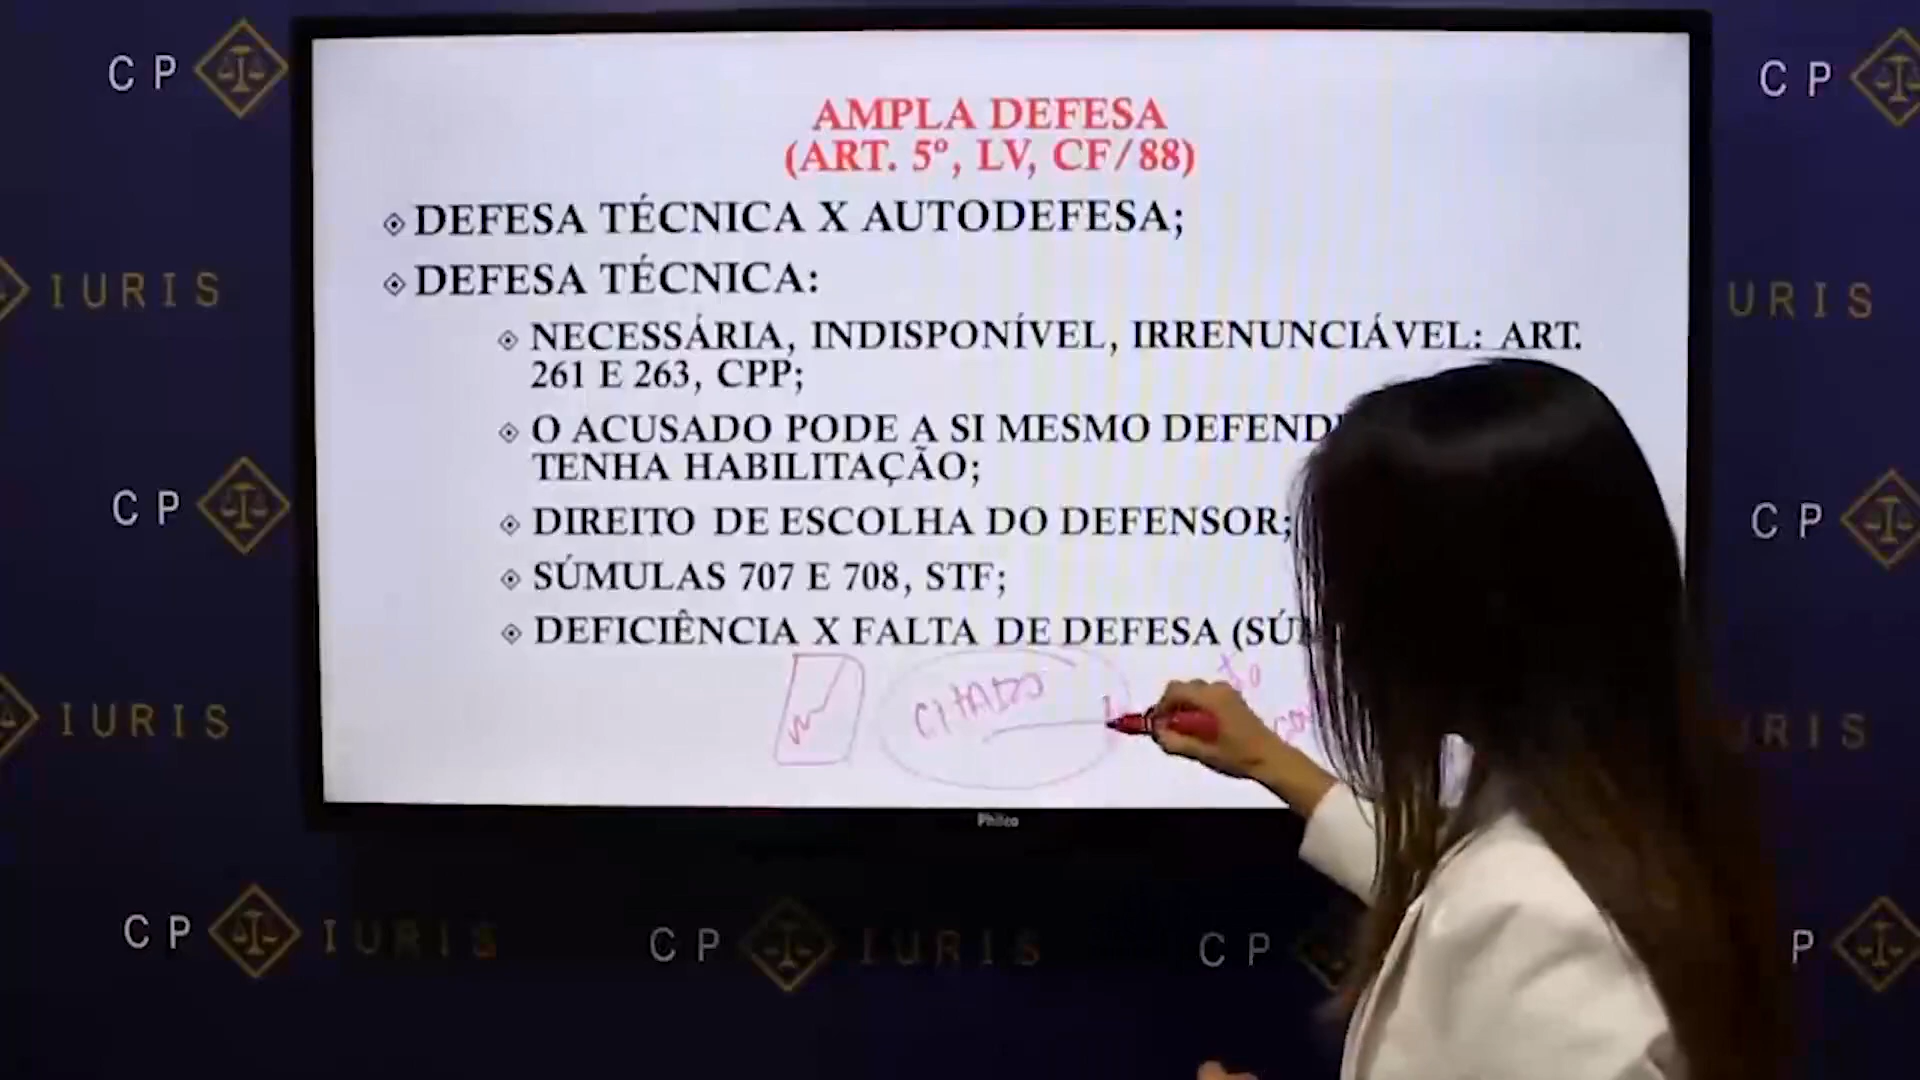 CP
CP
AMPLA DEFESA
(ART. 5º, LV, CF/88)
DEFESA TÉCNICA X AUTODEFESA;
DEFESA TÉCNICA:
IURIS
URIS
NECESSÁRIA, INDISPONÍVEL, IRRENUNCIÁVEL: ART.
261 E 263, CPP;
O ACUSADO PODE A SI MESMO DEFEND
TENHA HABILITAÇÃO;
CP
CP
DIREITO DE ESCOLHA DO DEFENSOR;
SÚMULAS 707 E 708, STF;
DEFICIÊNCIA X FALTA DE DEFESA (SÚ
CITADO
IURIS
RIS
Philco
CP IURIS
CP IURIS
CP
P